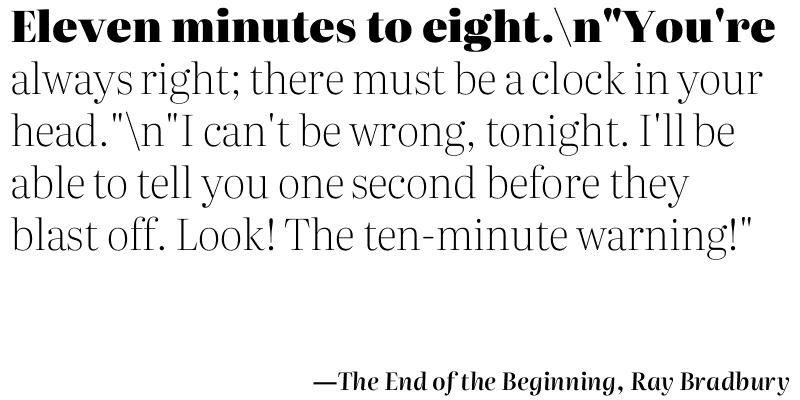 Eleven minutes to eight.\n"You're
always right; there must be a clock in your
head."\n"I can't be wrong, tonight. I'll be
able to tell you one second before they
blast off. Look! The ten-minute warning!"
—The End of the Beginning, Ray Bradbury